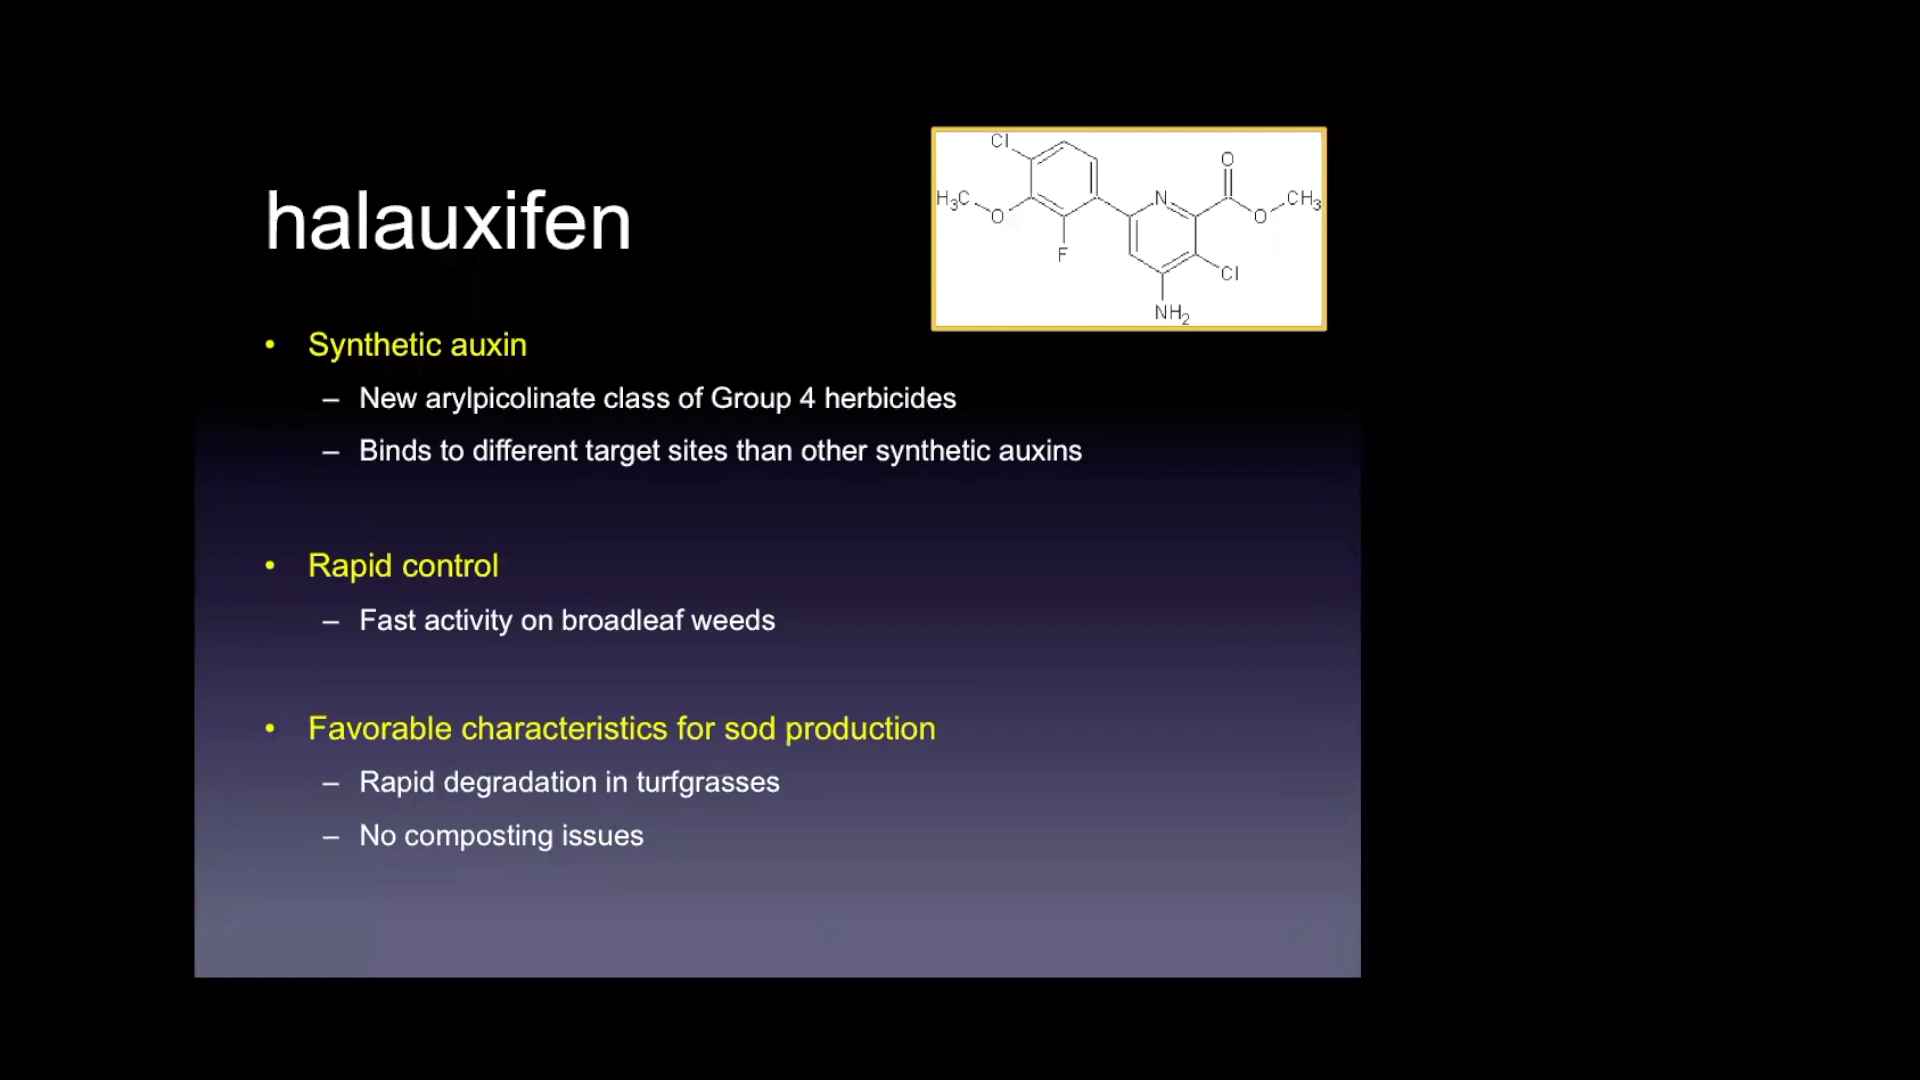 halauxifen
Cl
O
H3C
O
N
O
CH3
F
Cl
NH2
• Synthetic auxin
– New arylpicolinate class of Group 4 herbicides
– Binds to different target sites than other synthetic auxins
• Rapid control
– Fast activity on broadleaf weeds
• Favorable characteristics for sod production
– Rapid degradation in turfgrasses
– No composting issues